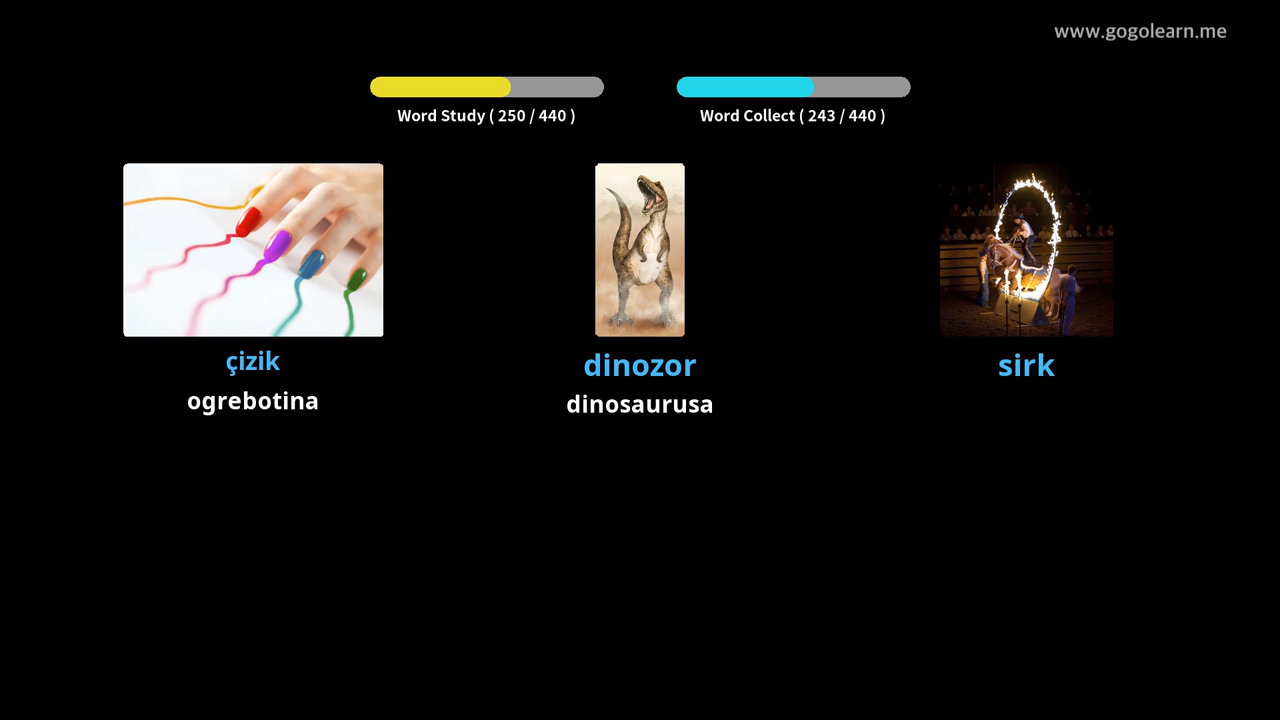 www.gogolearn.me
Word Study ( 250 / 440 )
Word Collect ( 243 / 440 )
çizik
dinozor
sirk
ogrebotina
dinosaurusa